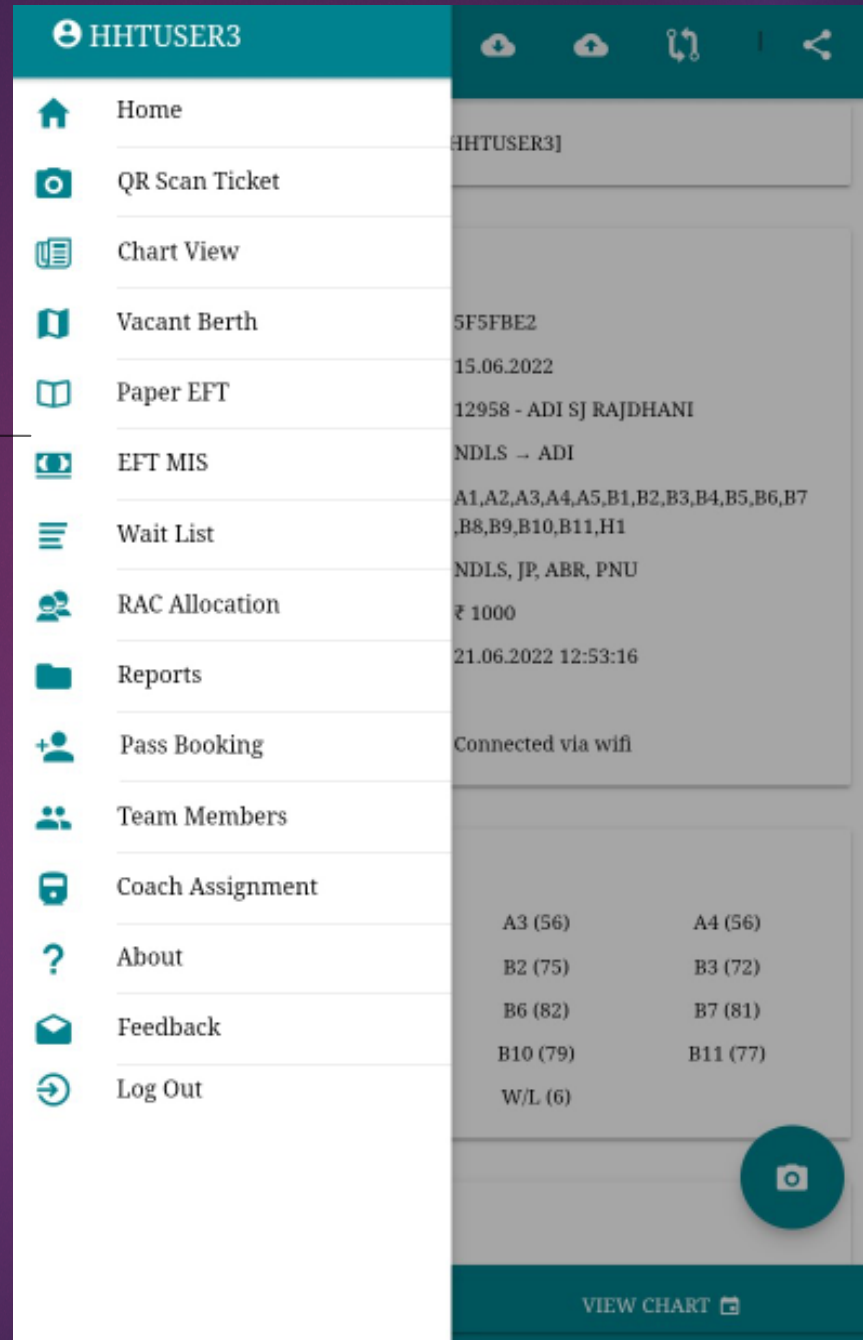 HHTUSER3
Home
QR Scan Ticket
Chart View
Vacant Berth
Paper EFT
EFT MIS
Wait List
RAC Allocation
Reports
Pass Booking
Team Members
Coach Assignment
About
Feedback
Log Out
HHTUSER3]
5F5FBE2
15.06.2022
12958 - ADI SJ RAJDHANI
NDLS → ADI
A1,A2,A3,A4,A5,B1,B2,B3,B4,B5,B6,B7
,B8,B9,B10,B11,H1
NDLS, JP, ABR, PNU
₹ 1000
21.06.2022 12:53:16
Connected via wifi
A3 (56) A4 (56)
B2 (75) B3 (72)
B6 (82) B7 (81)
B10 (79) B11 (77)
W/L (6)
VIEW CHART